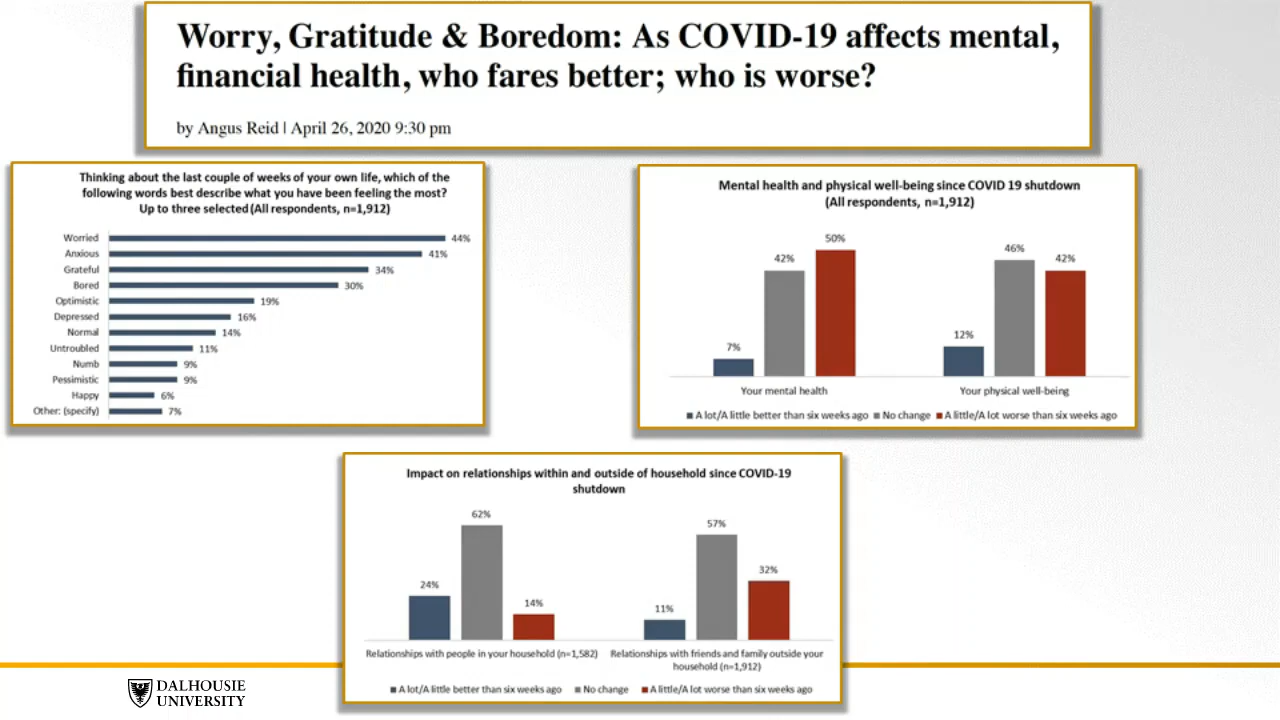 Worry, Gratitude & Boredom: As COVID-19 affects mental,
financial health, who fares better; who is worse?
by Angus Reid | April 26, 2020 9:30 pm
Thinking about the last couple of weeks of your own life, which of the
following words best describe what you have been feeling the most?
Up to three selected (All respondents, n=1,912)
Worried 44%
Anxious 41%
Grateful 34%
Bored 30%
Optimistic 19%
Depressed 16%
Normal 14%
Untroubled 11%
Numb 9%
Pessimistic 9%
Happy 6%
Other: (specify) 7%
Mental health and physical well-being since COVID 19 shutdown
(All respondents, n=1,912)
7% 42% 50% 12% 46% 42%
Your mental health Your physical well-being
A lot/A little better than six weeks ago No change A little/A lot worse than six weeks ago
Impact on relationships within and outside of household since COVID-19
shutdown
24% 62% 14% 11% 57% 32%
Relationships with people in your household (n=1,582) Relationships with friends and family outside your
household (n=1,912)
A lot/A little better than six weeks ago No change A little/A lot worse than six weeks ago
DALHOUSIE
UNIVERSITY